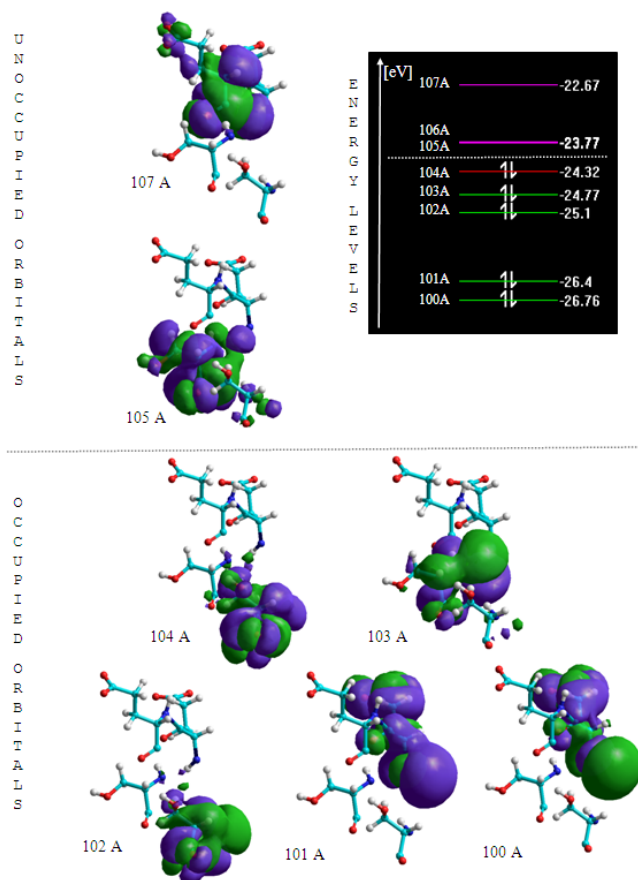 UNOCCUPIED ORBITALS
107 A
105 A
ENERGY LEVELS
[eV]
107A -22.67
106A
105A -23.77
104A -24.32
103A -24.77
102A -25.1
101A -26.4
100A -26.76
OCCUPIED ORBITALS
104 A
103 A
102 A
101 A
100 A